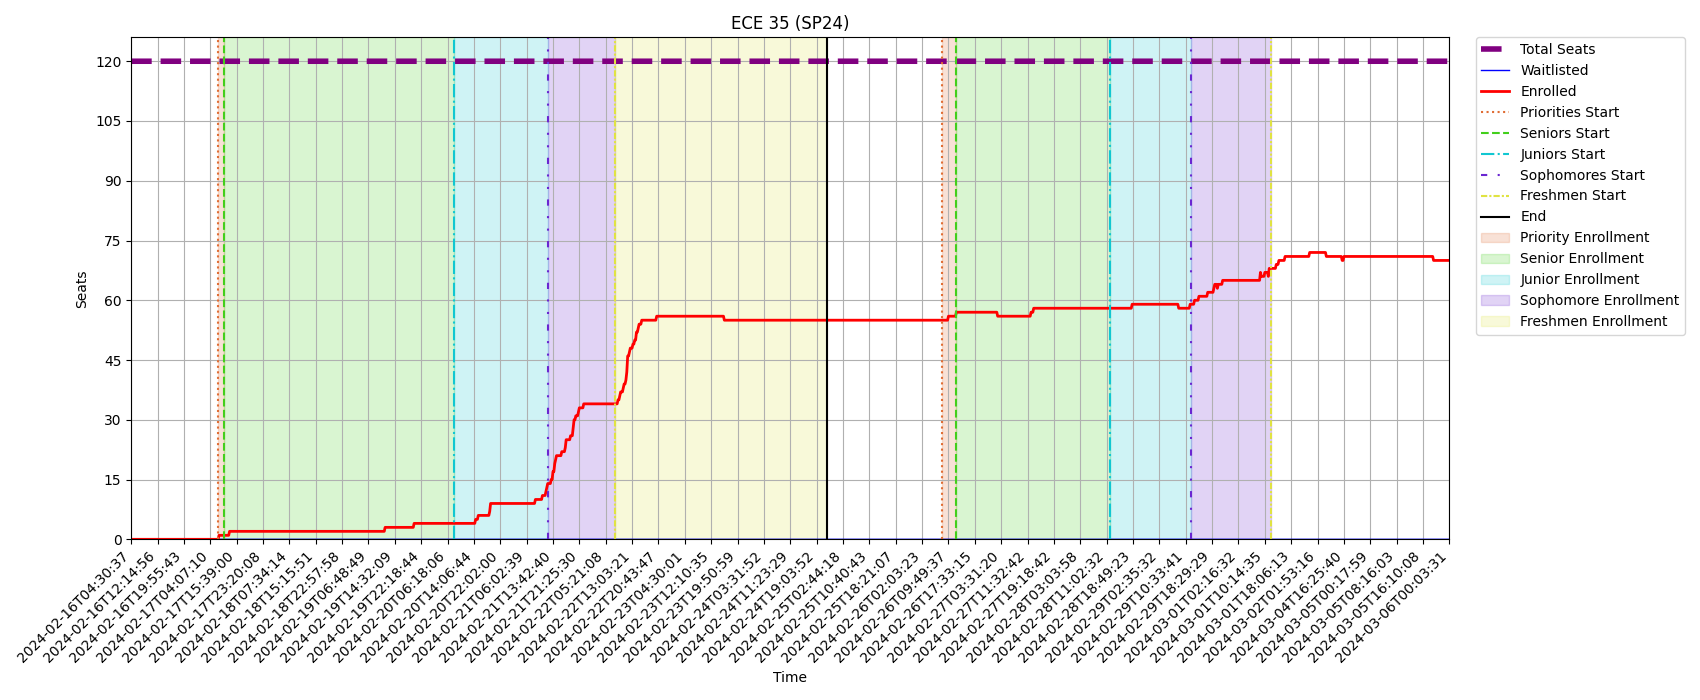 ECE 35 (SP24)
Total Seats
Waitlisted
Enrolled
Priorities Start
Seniors Start
Juniors Start
Sophomores Start
Freshmen Start
End
Priority Enrollment
Senior Enrollment
Junior Enrollment
Sophomore Enrollment
Freshmen Enrollment
Seats
120
105
90
75
60
45
30
15
0
2024-02-16T04:30:37
2024-02-16T12:14:56
2024-02-16T19:55:43
2024-02-17T04:07:10
2024-02-17T15:39:00
2024-02-17T23:20:08
2024-02-18T07:34:14
2024-02-18T15:15:51
2024-02-18T22:57:58
2024-02-19T06:48:49
2024-02-19T14:32:09
2024-02-19T22:18:44
2024-02-20T06:18:06
2024-02-20T14:06:44
2024-02-20T22:02:00
2024-02-21T06:02:39
2024-02-21T13:42:40
2024-02-21T21:25:30
2024-02-22T05:21:08
2024-02-22T13:03:21
2024-02-22T20:43:47
2024-02-23T04:30:01
2024-02-23T12:10:35
2024-02-23T19:50:59
2024-02-24T03:31:52
2024-02-24T11:23:29
2024-02-24T19:03:52
2024-02-25T02:44:18
2024-02-25T10:40:43
2024-02-25T18:21:07
2024-02-26T02:03:23
2024-02-26T09:49:37
2024-02-26T17:33:15
2024-02-27T03:31:20
2024-02-27T11:32:42
2024-02-27T19:18:42
2024-02-28T03:03:58
2024-02-28T11:02:32
2024-02-28T18:49:23
2024-02-29T02:35:32
2024-02-29T10:33:41
2024-02-29T18:29:29
2024-03-01T02:16:32
2024-03-01T10:14:35
2024-03-01T18:06:13
2024-03-02T01:53:16
2024-03-04T16:25:40
2024-03-05T00:17:59
2024-03-05T08:16:03
2024-03-05T16:10:08
2024-03-06T00:03:31
Time